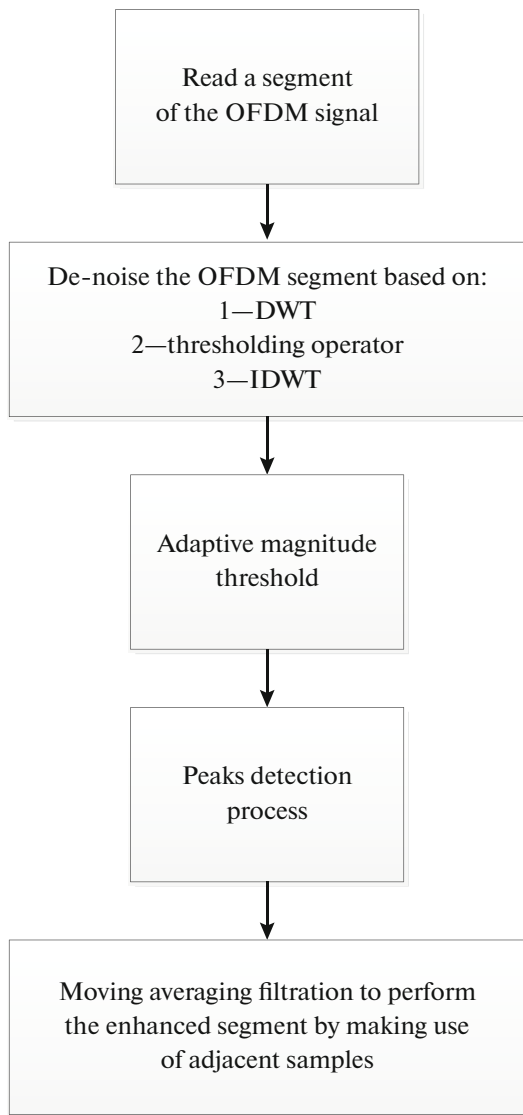 Read a segment
of the OFDM signal
De-noise the OFDM segment based on:
1—DWT
2—thresholding operator
3—IDWT
Adaptive magnitude
threshold
Peaks detection
process
Moving averaging filtration to perform
the enhanced segment by making use
of adjacent samples